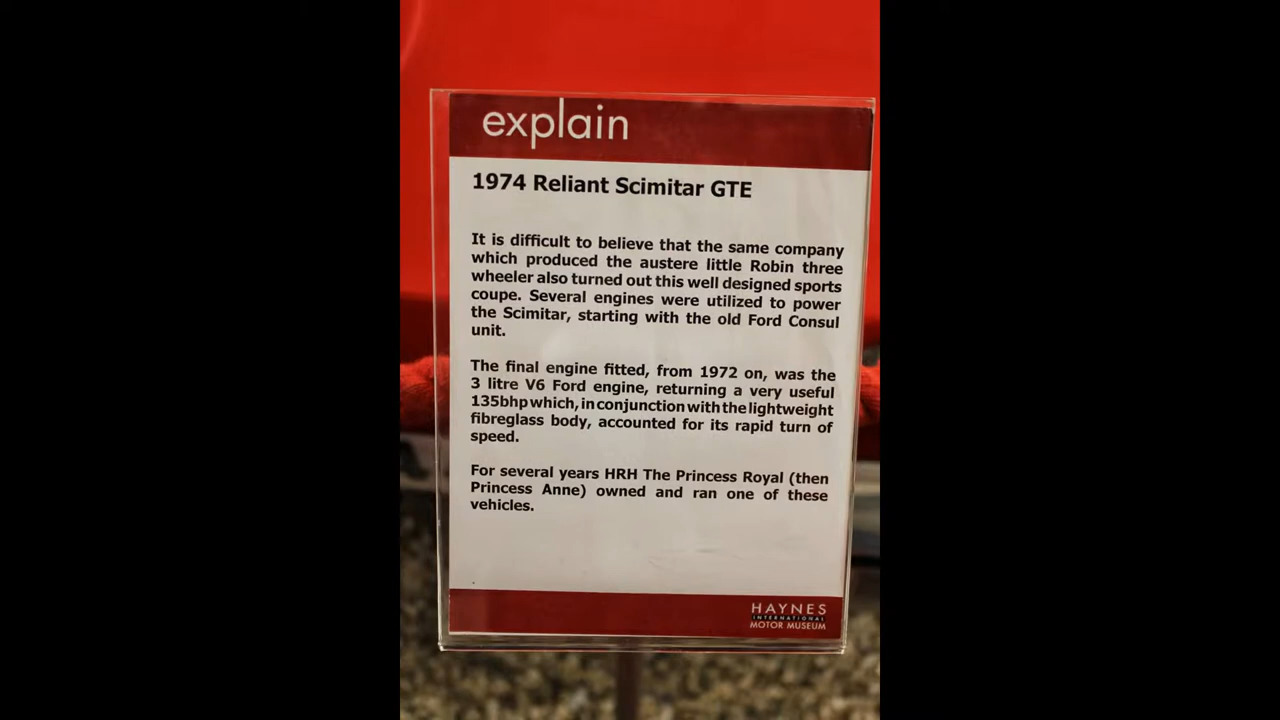 explain
1974 Reliant Scimitar GTE
It is difficult to believe that the same company
which produced the austere little Robin three
wheeler also turned out this well designed sports
coupe. Several engines were utilized to power
the Scimitar, starting with the old Ford Consul
unit.
The final engine fitted, from 1972 on, was the
3 litre V6 Ford engine, returning a very useful
135bhp which, in conjunction with the lightweight
fibreglass body, accounted for its rapid turn of
speed.
For several years HRH The Princess Royal (then
Princess Anne) owned and ran one of these
vehicles.
HAYNES
INTERNATIONAL
MOTOR MUSEUM